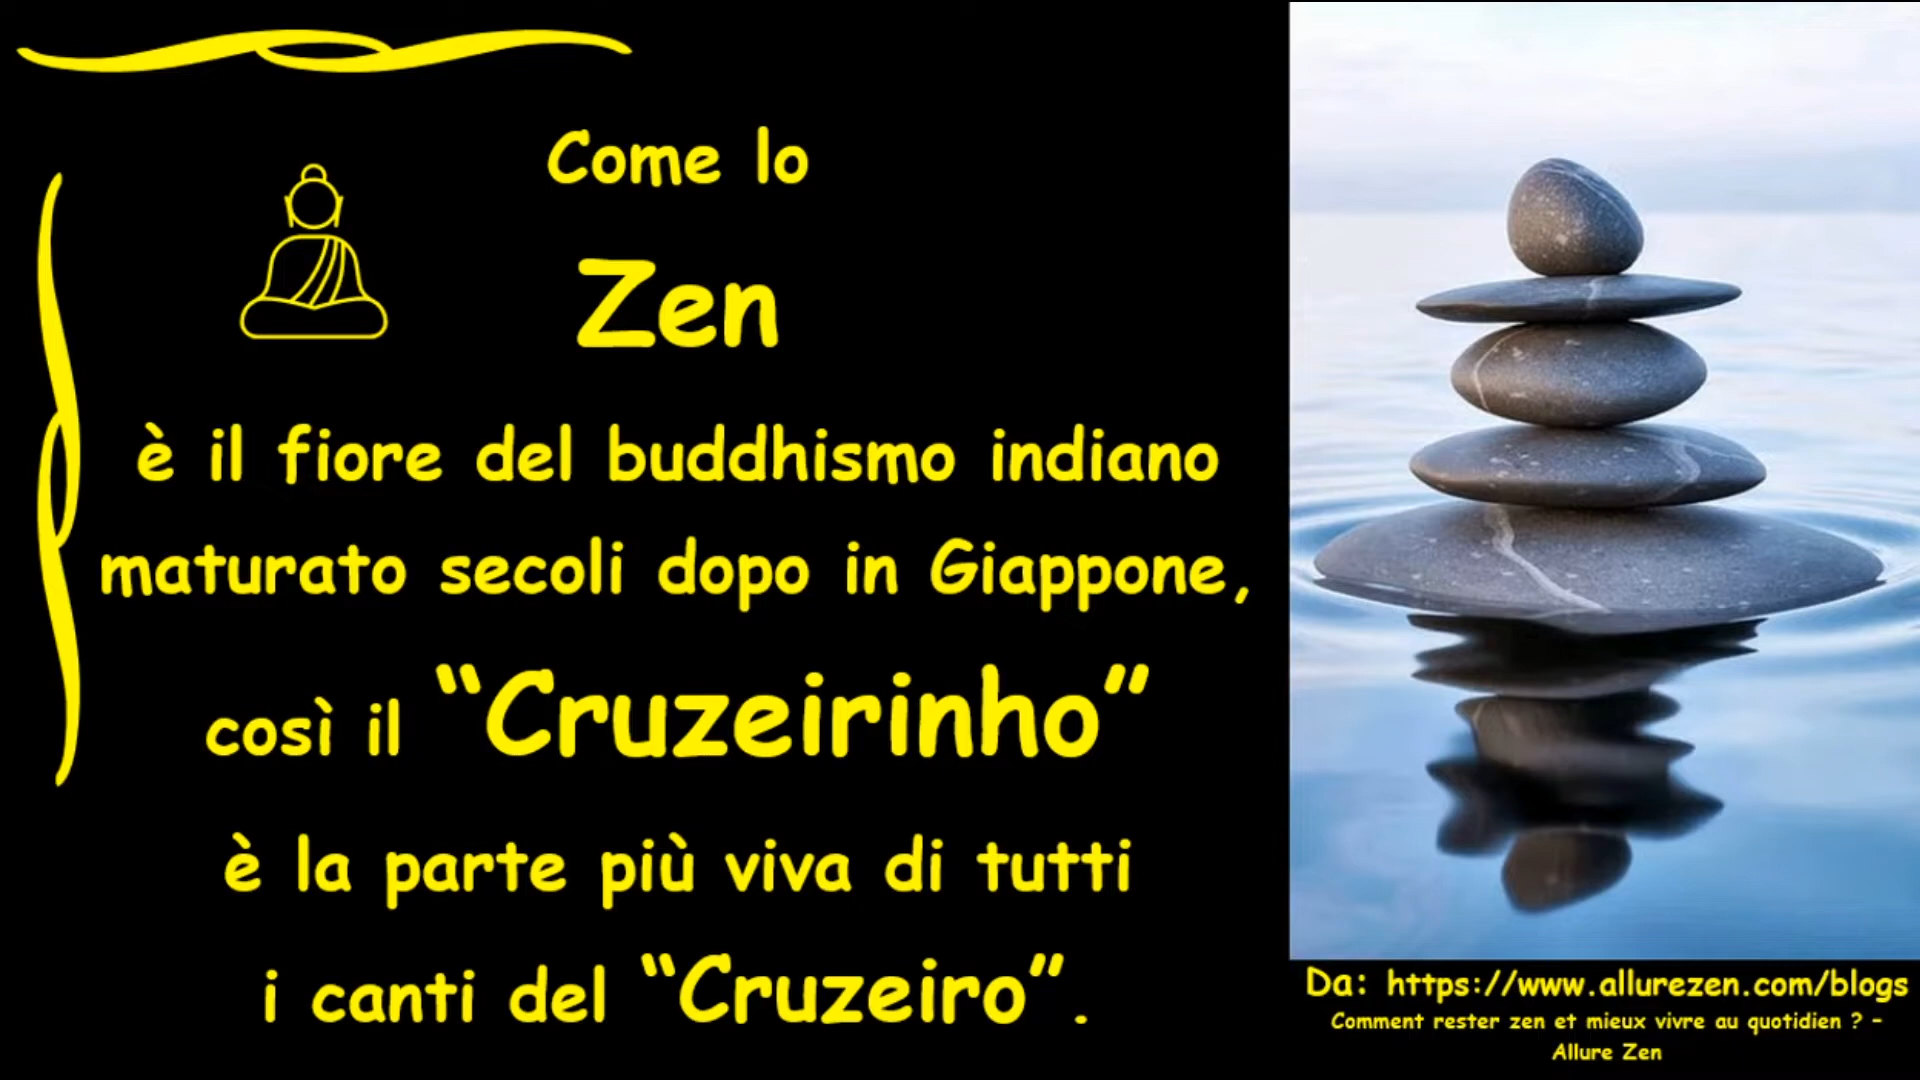 Come lo
Zen
è il fiore del buddhismo indiano
maturato secoli dopo in Giappone,
così il “Cruzeirinho”
è la parte più viva di tutti
i canti del “Cruzeiro”.
Da: https://www.allurezen.com/blogs
Comment rester zen et mieux vivre au quotidien ? –
Allure Zen